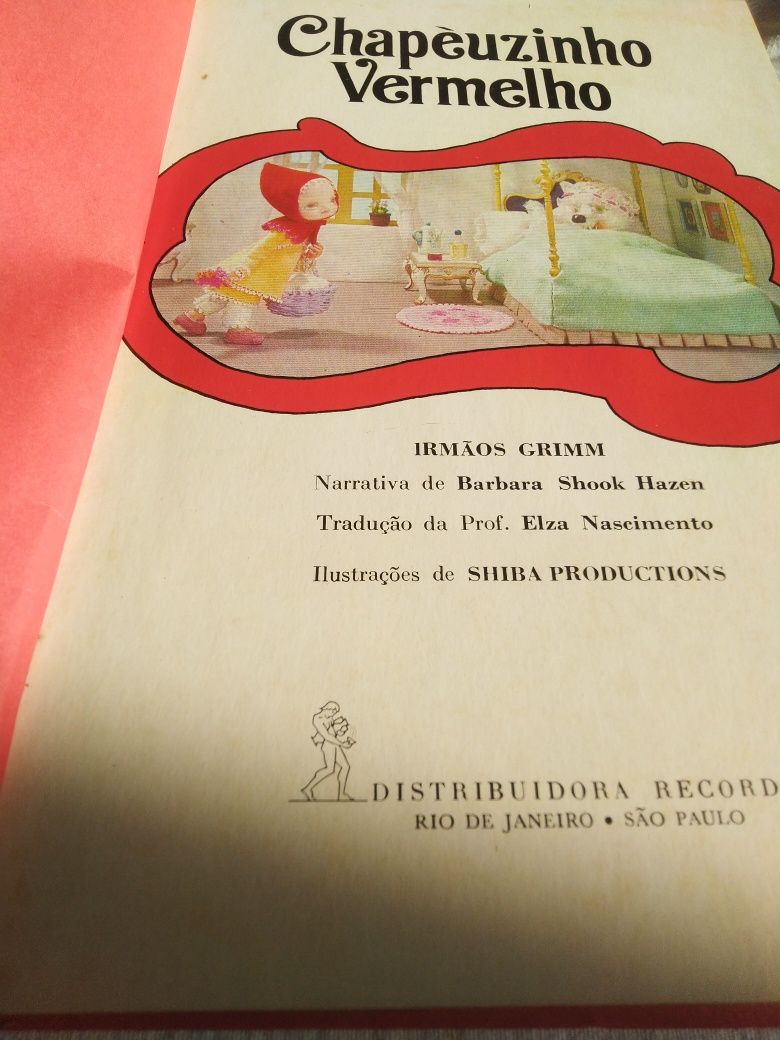 Chapèuzinho
Vermelho
IRMÃOS GRIMM
Narrativa de Barbara Shook Hazen
Tradução da Prof. Elza Nascimento
Ilustrações de SHIBA PRODUCTIONS
DISTRIBUIDORA RECORD
RIO DE JANEIRO • SÃO PAULO